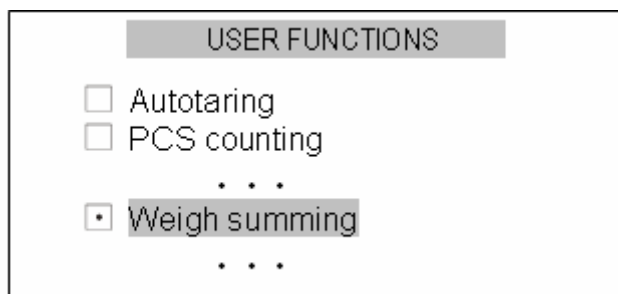 USER FUNCTIONS
Autotaring
PCS counting
. . .
Weigh summing
. . .